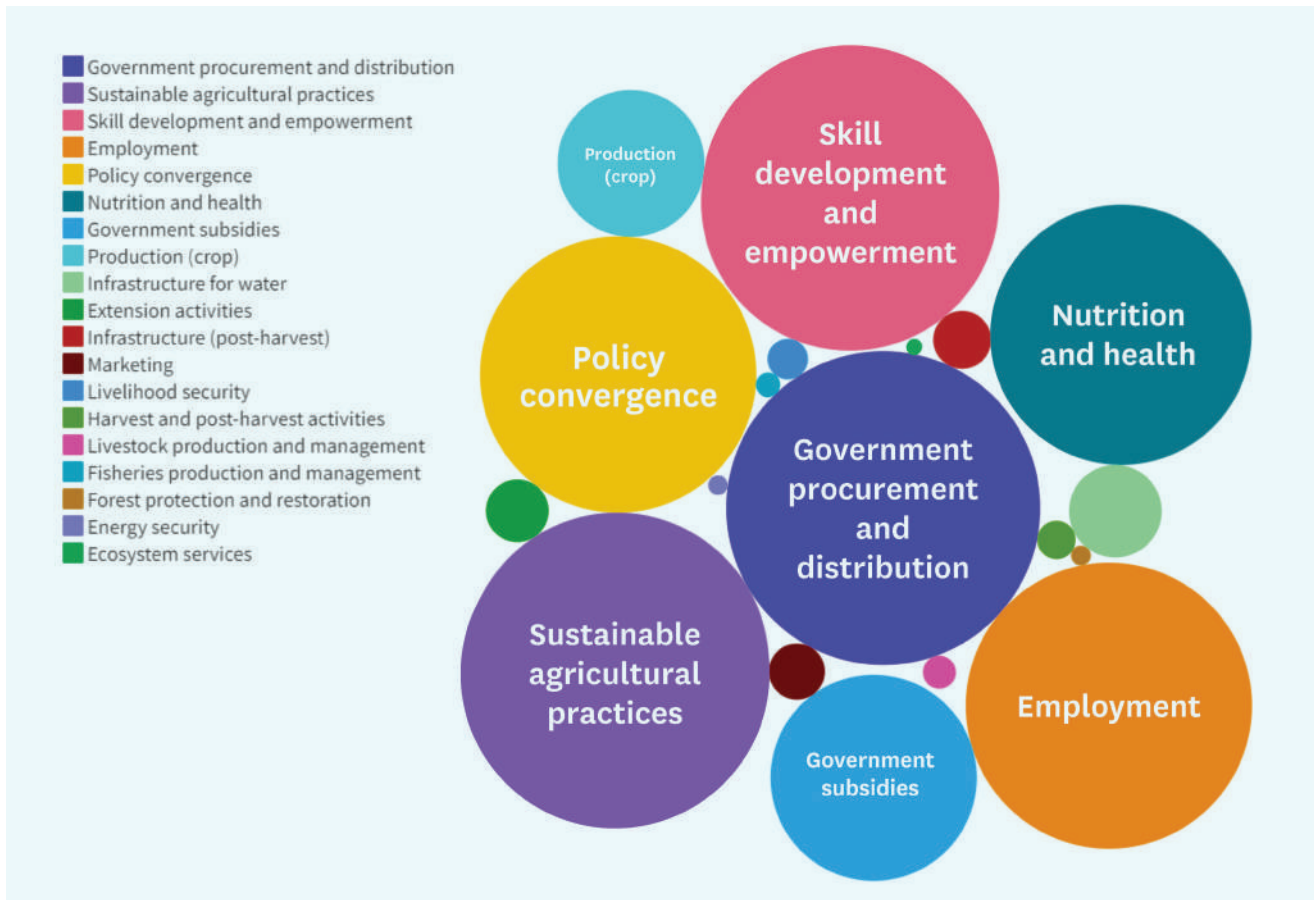 Government procurement and distribution
Sustainable agricultural practices
Skill development and empowerment
Employment
Policy convergence
Nutrition and health
Government subsidies
Production (crop)
Infrastructure for water
Extension activities
Infrastructure (post-harvest)
Marketing
Livelihood security
Harvest and post-harvest activities
Livestock production and management
Fisheries production and management
Forest protection and restoration
Energy security
Ecosystem services
Production
(crop)
Skill
development
and
empowerment
Nutrition
and health
Policy
convergence
Government
procurement
and
distribution
Sustainable
agricultural
practices
Employment
Government
subsidies